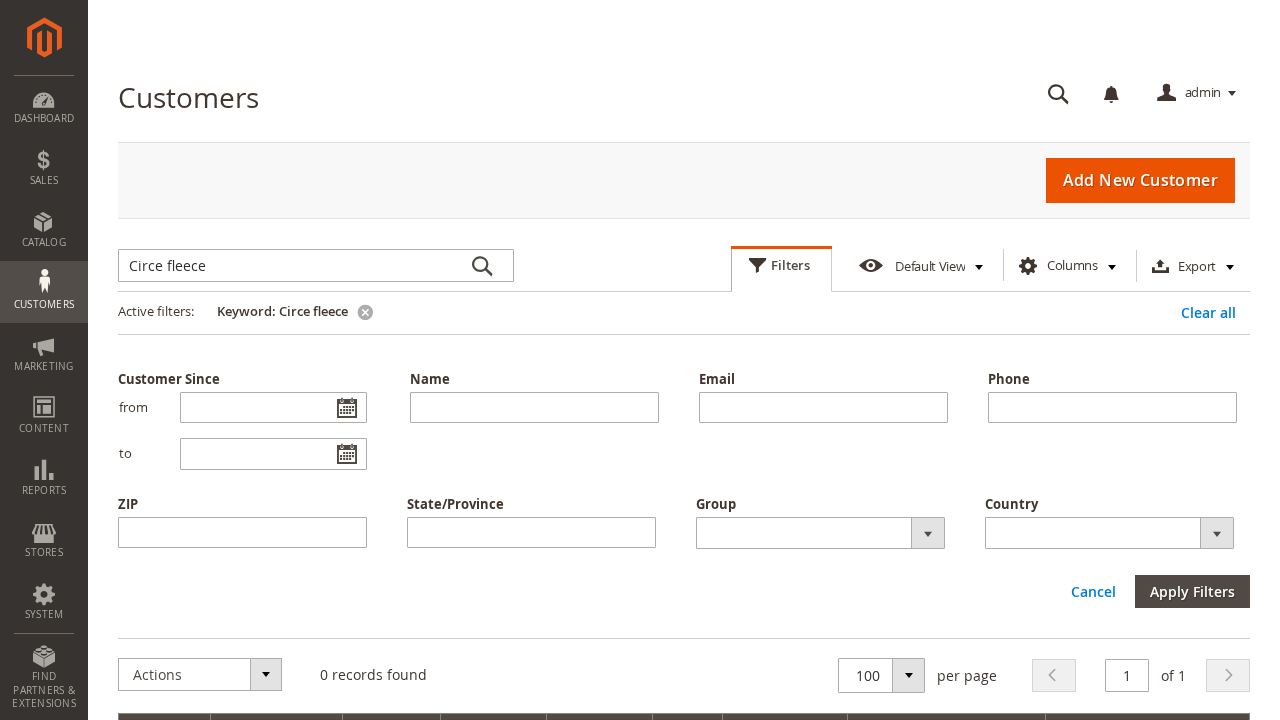 DASHBOARD
SALES
CATALOG
CUSTOMERS
MARKETING
CONTENT
REPORTS
STORES
SYSTEM
FIND
PARTNERS &
EXTENSIONS
Customers
admin
Add New Customer
Circe fleece
Filters
Default View
Columns
Export
Active filters: Keyword: Circe fleece
Clear all
Customer Since
from
to
Name
Email
Phone
ZIP
State/Province
Group
Country
Cancel
Apply Filters
Actions
0 records found
100
per page
1
of 1